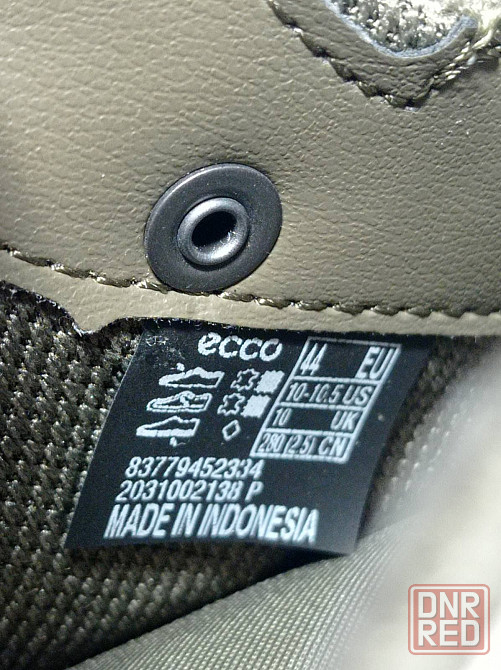 ecco
44 EU
10-10.5 US
10 UK
280 (2.5) CN
83779452334
2031002138 P
MADE IN INDONESIA
DNR
RED